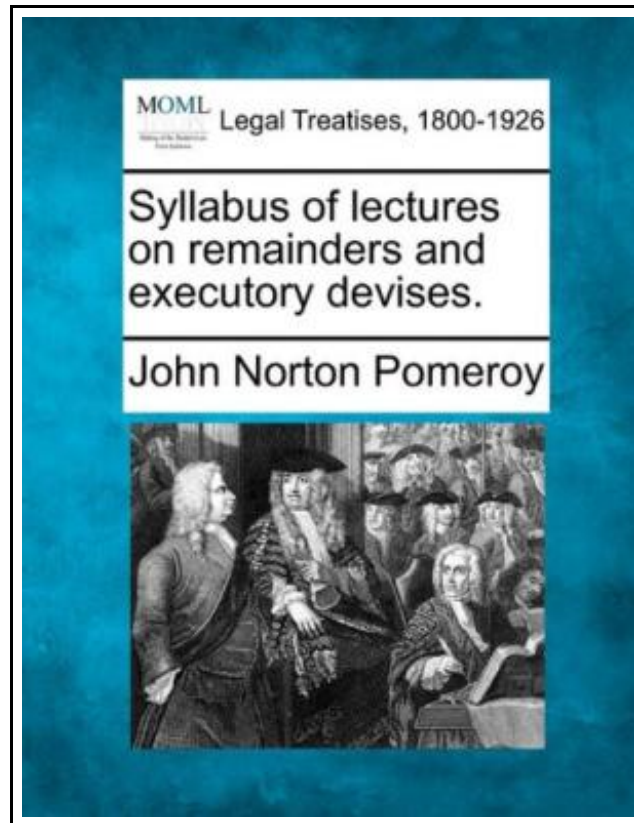 MOML
Legal Treatises, 1800-1926
Syllabus of lectures
on remainders and
executory devises.
John Norton Pomeroy